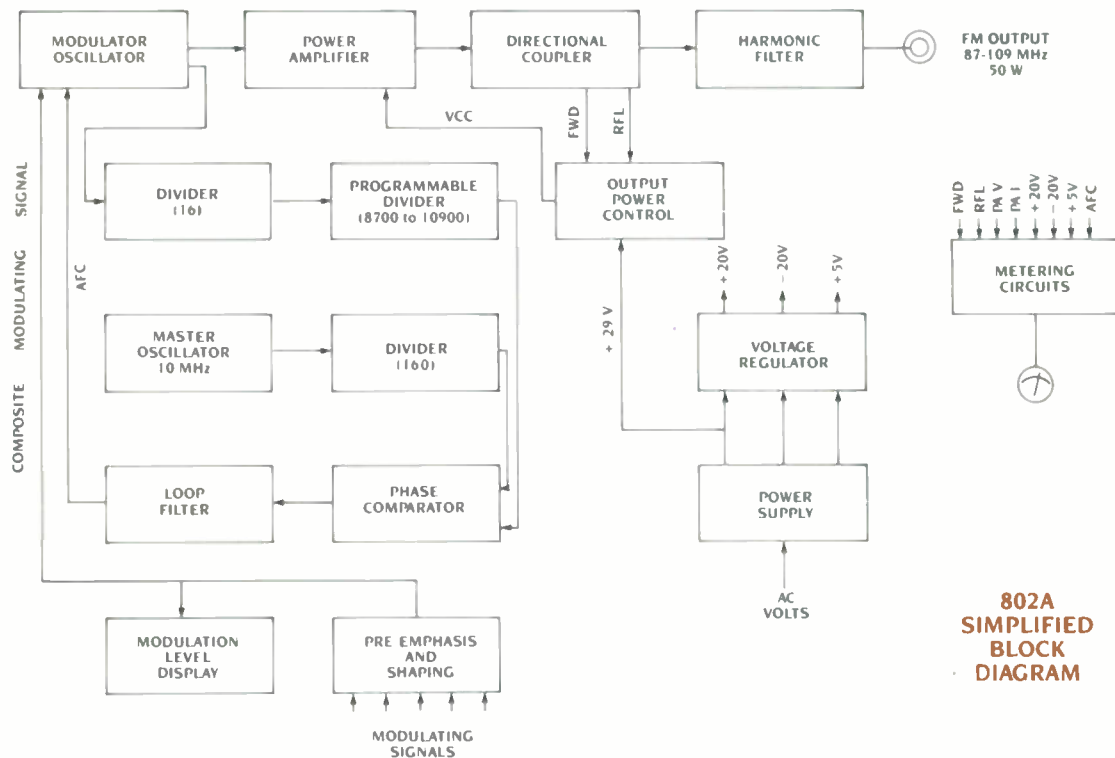 MODULATOR
OSCILLATOR
POWER
AMPLIFIER
DIRECTIONAL
COUPLER
HARMONIC
FILTER
FM OUTPUT
87-109 MHz
50 W
VCC
FWD
RFL
DIVIDER
(16)
PROGRAMMABLE
DIVIDER
(8700 to 10900)
OUTPUT
POWER
CONTROL
FWD
RFL
PA V
PA I
+20V
-20V
+5V
AFC
METERING
CIRCUITS
COMPOSITE MODULATING SIGNAL
AFC
MASTER
OSCILLATOR
10 MHz
DIVIDER
(160)
+ 29 V
+ 20V
- 20V
+ 5V
VOLTAGE
REGULATOR
LOOP
FILTER
PHASE
COMPARATOR
POWER
SUPPLY
AC
VOLTS
MODULATION
LEVEL
DISPLAY
PRE EMPHASIS
AND
SHAPING
MODULATING
SIGNALS
802A
SIMPLIFIED
BLOCK
DIAGRAM